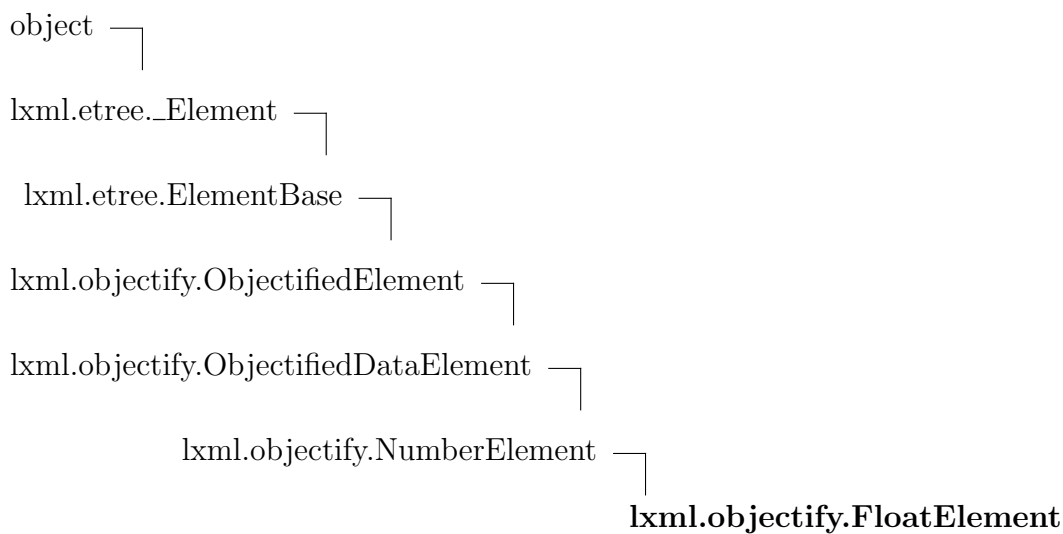 object
lxml.etree._Element
lxml.etree.ElementBase
lxml.objectify.ObjectifiedElement
lxml.objectify.ObjectifiedDataElement
lxml.objectify.NumberElement
lxml.objectify.FloatElement